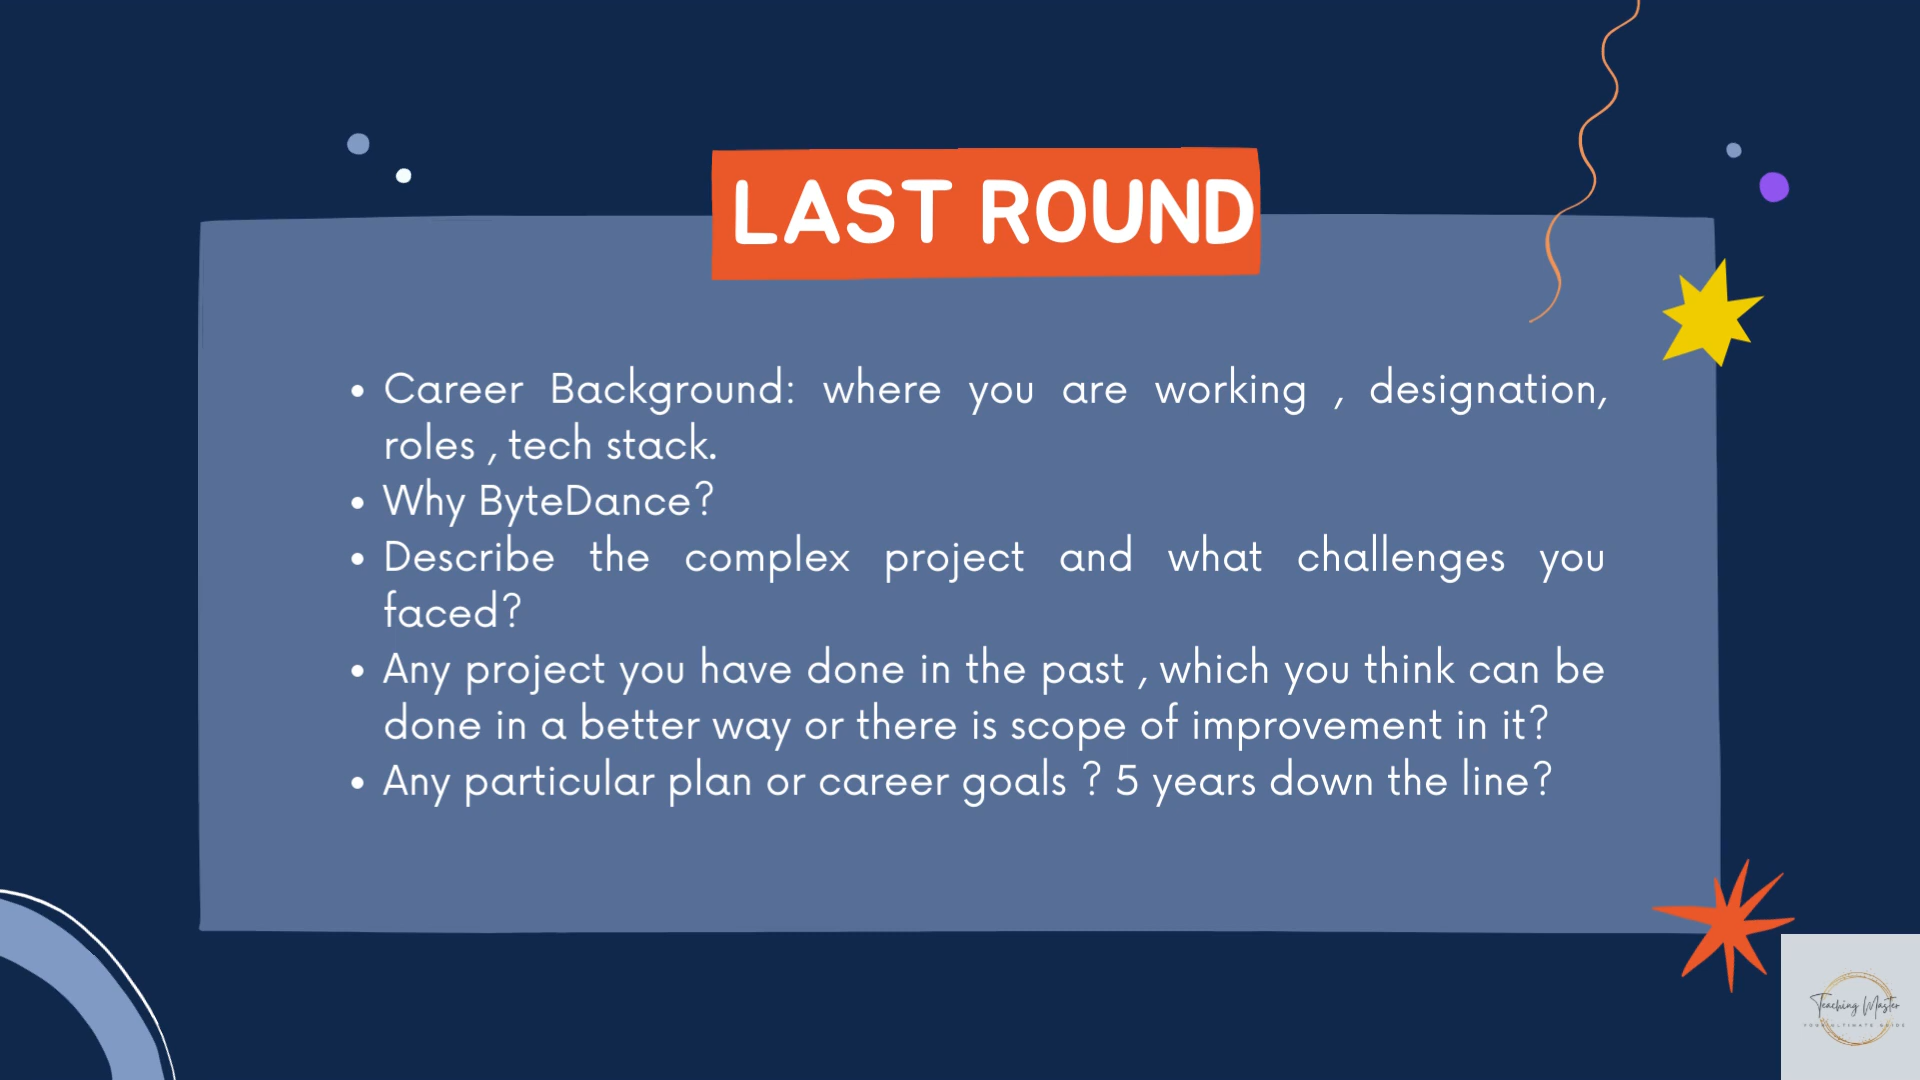 LAST ROUND
• Career Background: where you are working , designation,
roles , tech stack.
• Why ByteDance?
• Describe the complex project and what challenges you
faced?
• Any project you have done in the past , which you think can be
done in a better way or there is scope of improvement in it?
• Any particular plan or career goals ? 5 years down the line?
Teaching Master
YOUR ULTIMATE GUIDE